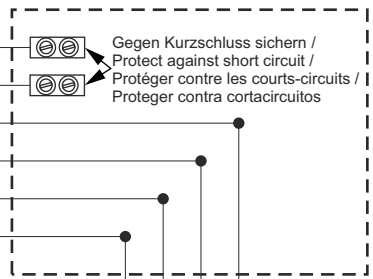 Gegen Kurzschluss sichern /
Protect against short circuit /
Protéger contre les courts-circuits /
Proteger contra cortacircuitos